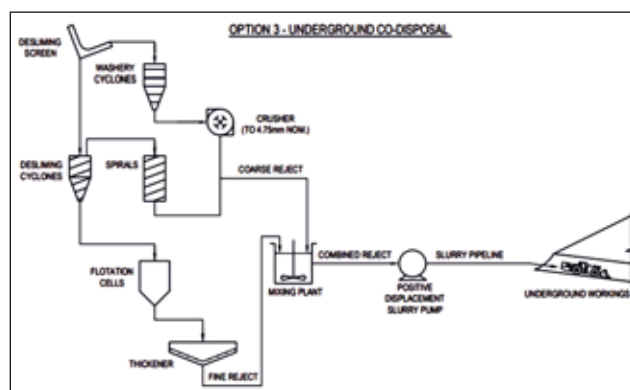 OPTION 3 - UNDERGROUND CO-DISPOSAL
DESLIMING
SCREEN
WASHERY
CYCLONES
CRUSHER
(TO 4.75mm NOM.)
DESLIMING
CYCLONES
SPIRALS
COARSE REJECT
FLOTATION
CELLS
COMBINED REJECT
SLURRY PIPELINE
MIXING PLANT
POSITIVE
DISPLACEMENT
SLURRY PUMP
UNDERGROUND WORKINGS
THICKENER
FINE REJECT